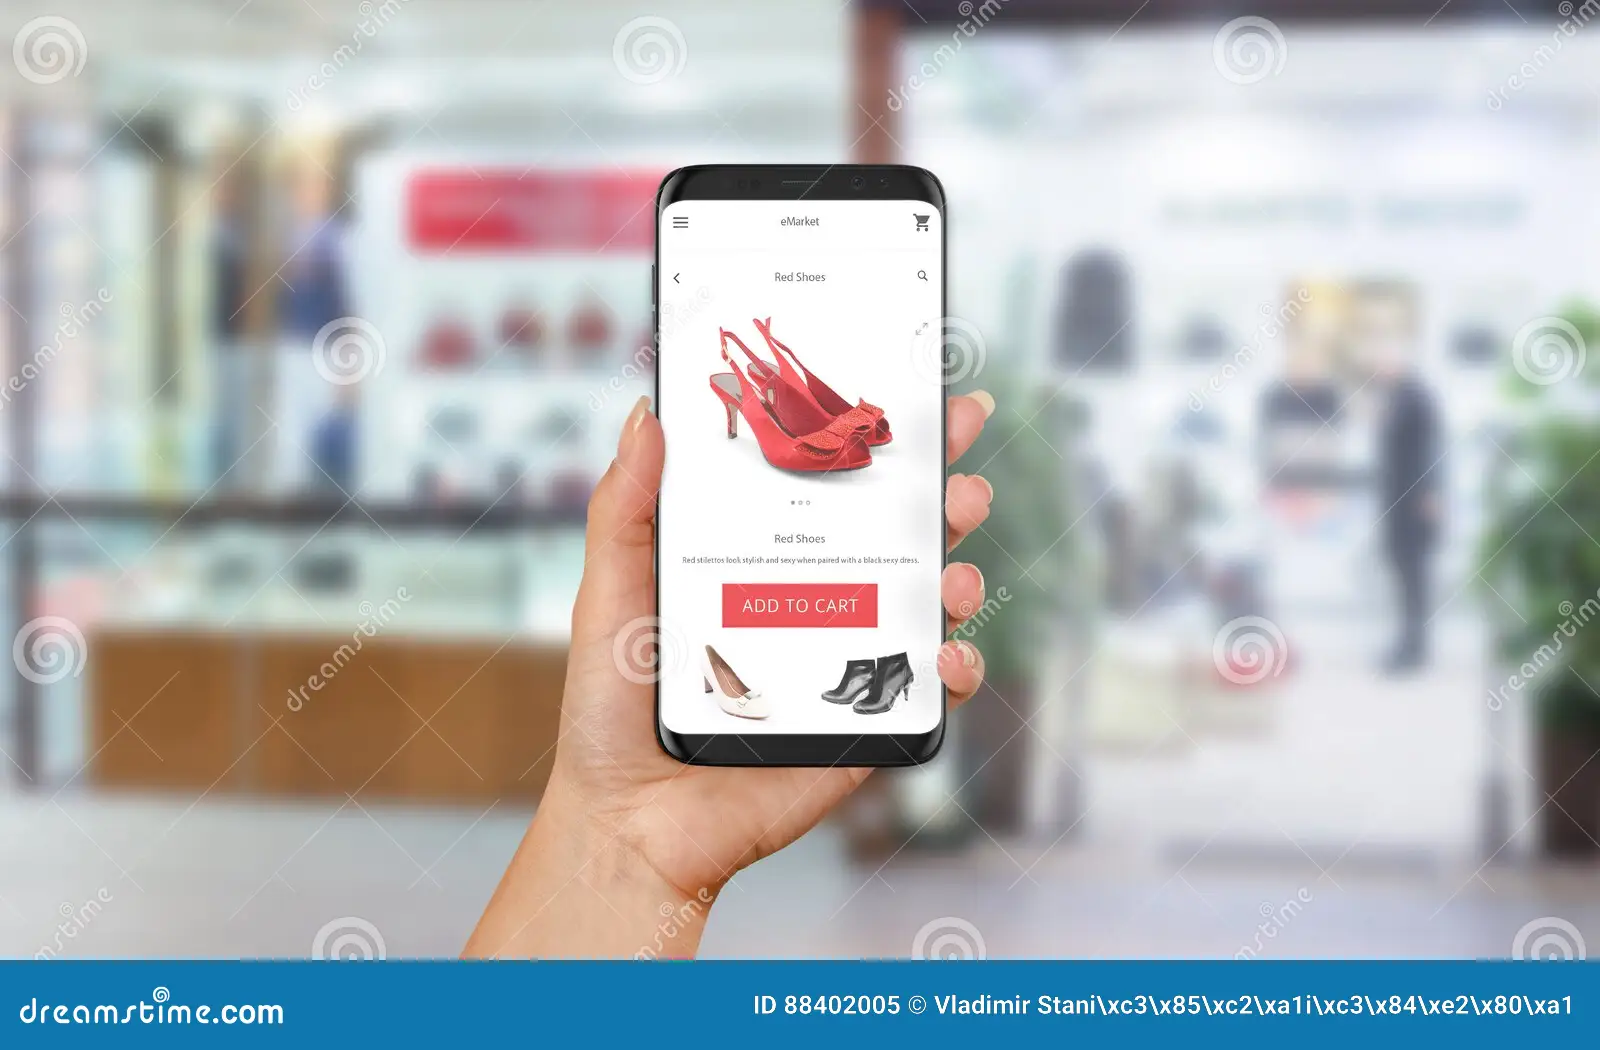 eMarket
Red Shoes
Red Shoes
Red stilettos look stylish and sexy when paired with a black sexy dress.
ADD TO CART
dreamstime.com
ID 88402005 © Vladimir Stani\xc3\x85\xc2\xa1i\xc3\x84\xe2\x80\xa1